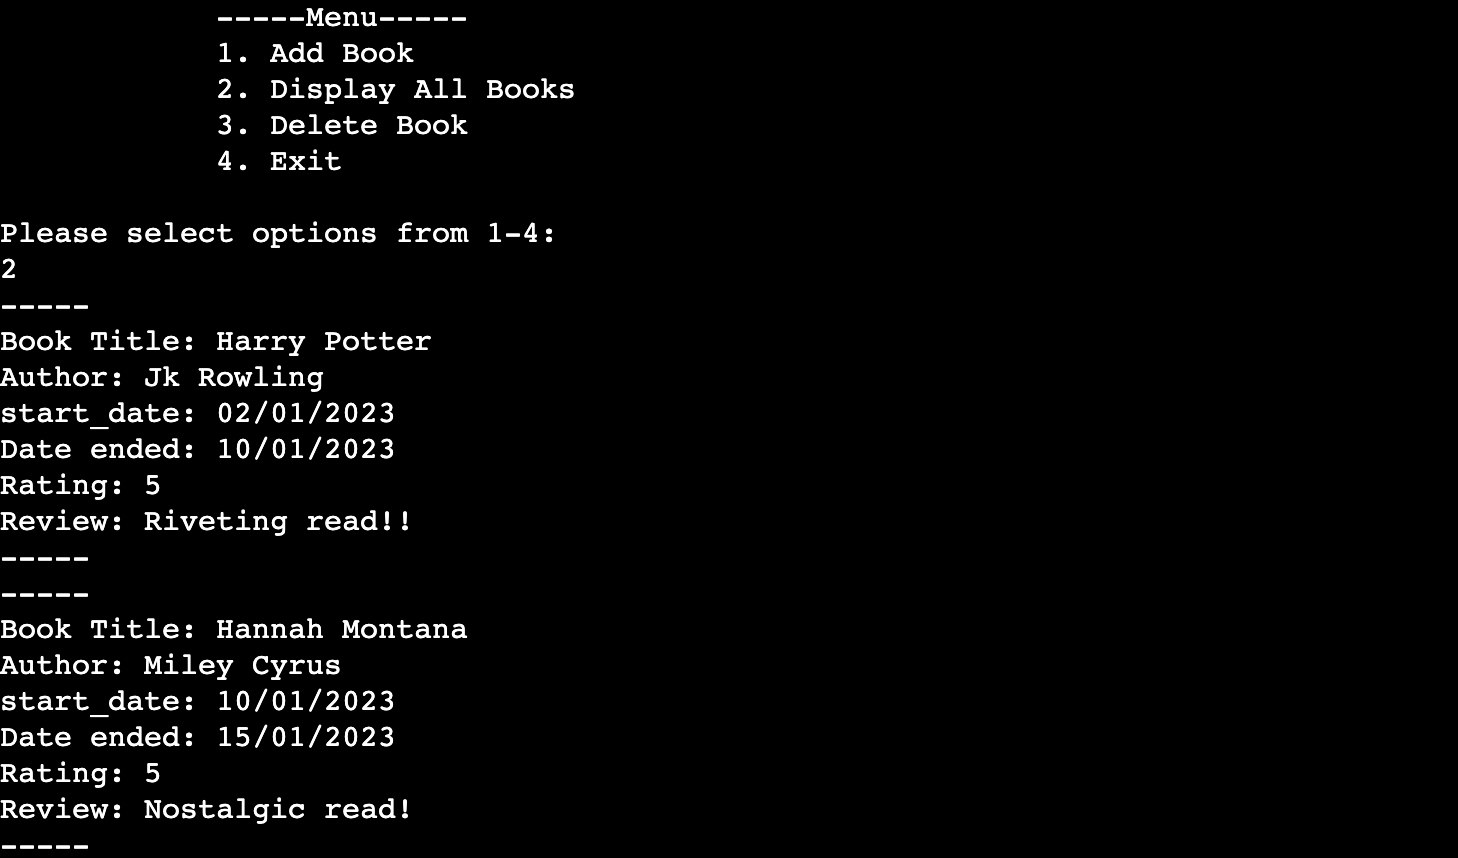 -----Menu-----
1. Add Book
2. Display All Books
3. Delete Book
4. Exit
Please select options from 1-4:
2
-----
Book Title: Harry Potter
Author: Jk Rowling
start_date: 02/01/2023
Date ended: 10/01/2023
Rating: 5
Review: Riveting read!!
-----
-----
Book Title: Hannah Montana
Author: Miley Cyrus
start_date: 10/01/2023
Date ended: 15/01/2023
Rating: 5
Review: Nostalgic read!
-----